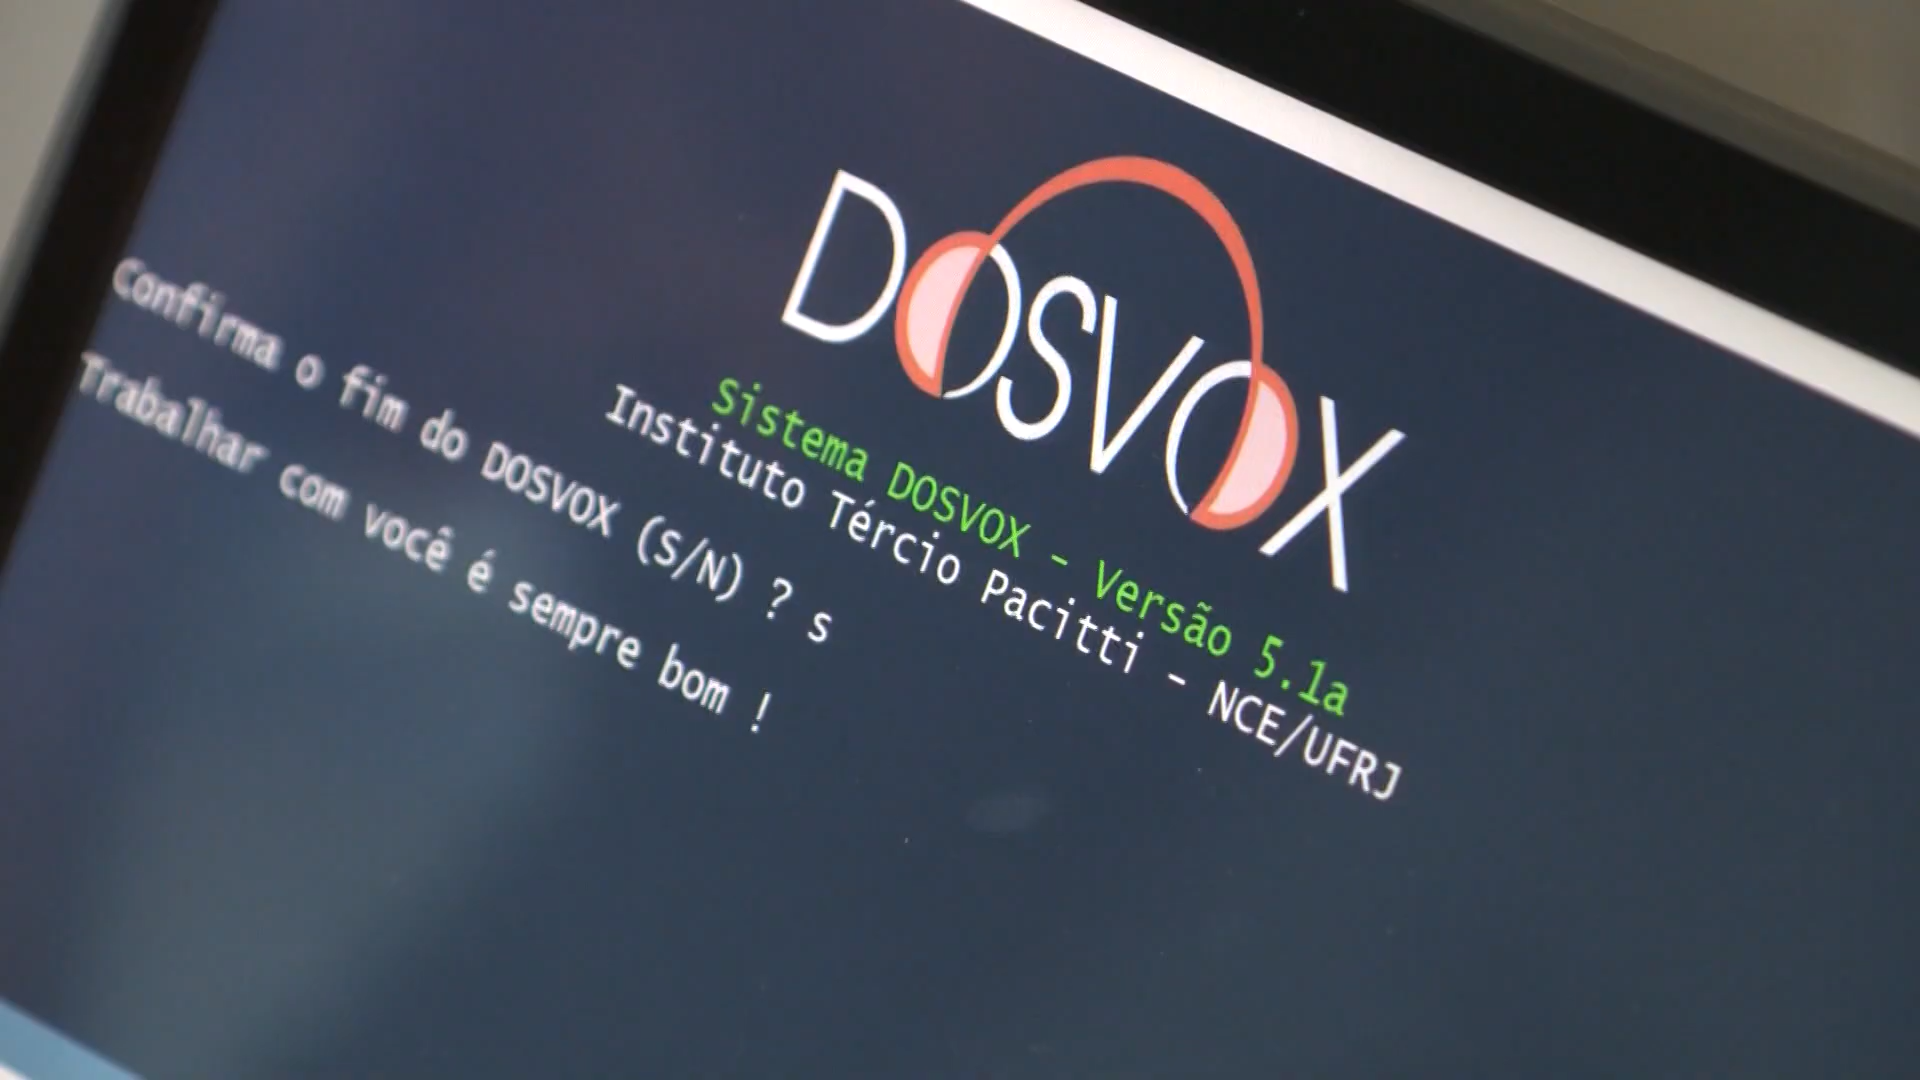 DOSVOX
sistema DOSVOX - Versão 5.1a
Instituto Tércio Pacitti - NCE/UFRJ
Confirma o fim do DOSVOX (S/N) ? s
Trabalhar com você é sempre bom !